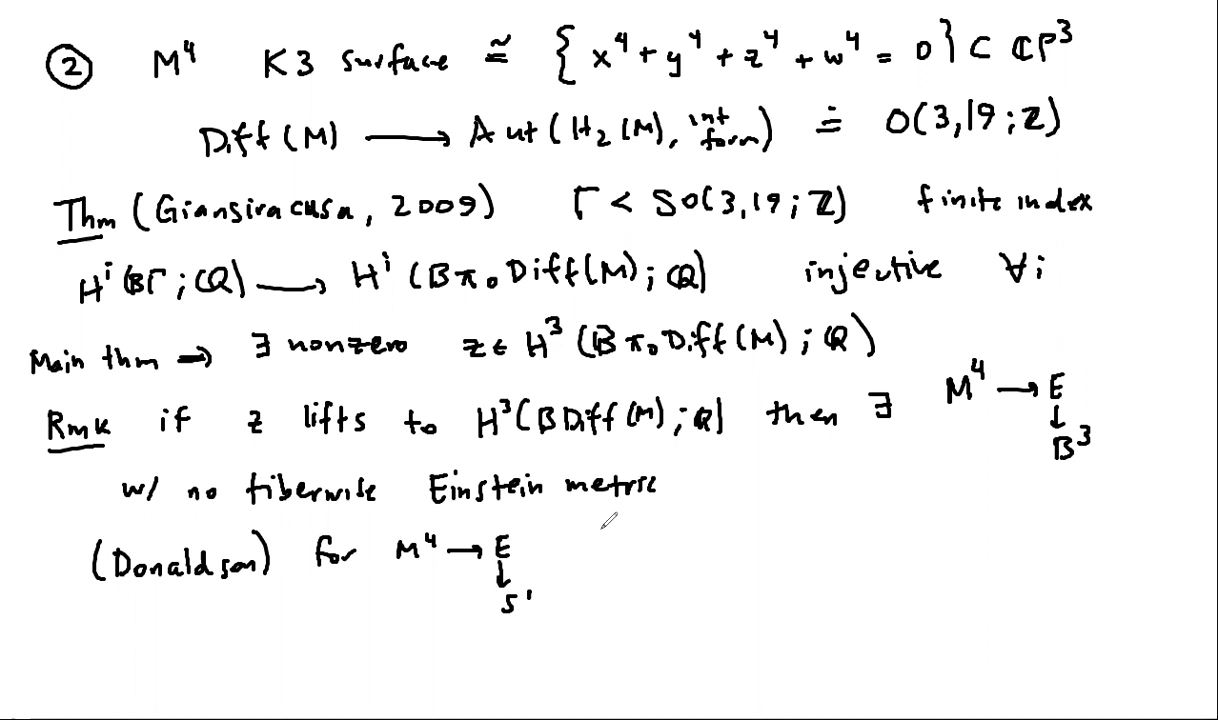 ② M⁴ K3 surface ≅ { x⁴ + y⁴ + z⁴ + w⁴ = 0 } ⊂ ℂP³
Diff(M) ⟶ Aut(H₂(M), int form) ≐ O(3,19; ℤ)
Thm (Giansiracusa, 2009) Γ < SO(3,19; ℤ) finite index
Hⁱ(BΓ; ℚ) ⟶ Hⁱ(Bπ₀Diff(M); ℚ) injective ∀i
Main thm → ∃ nonzero z ∈ H³(Bπ₀Diff(M); ℚ)
Rmk if z lifts to H³(BDiff(M); ℚ) then ∃ M⁴ → E ↓ B³
w/ no fiberwise Einstein metric
(Donaldson) for M⁴ → E ↓ S¹